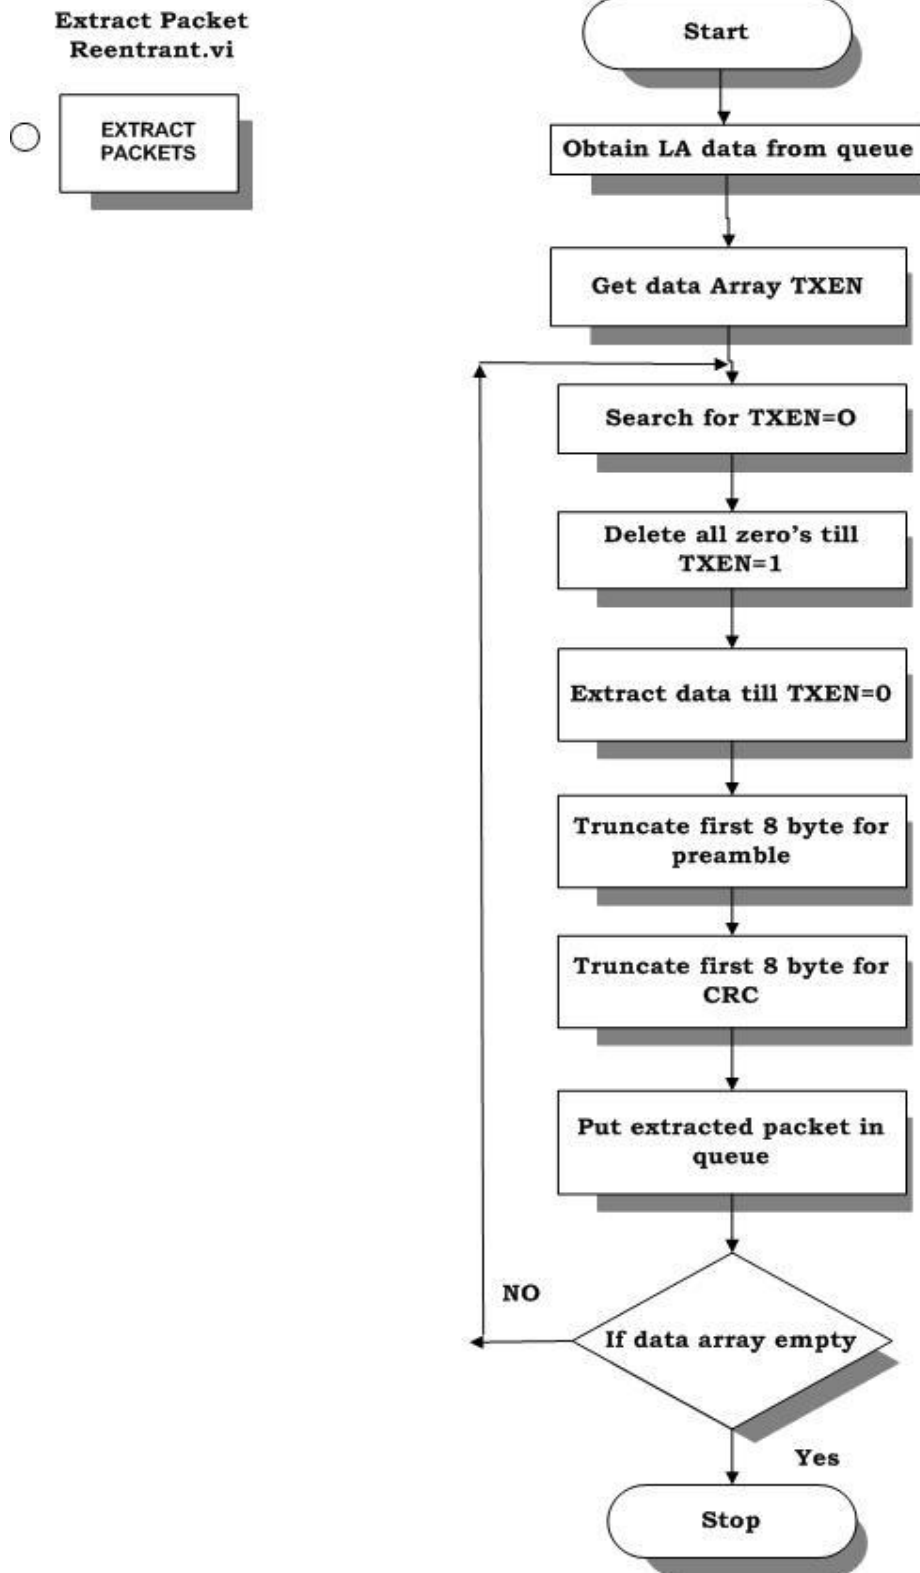 Extract Packet
Reentrant.vi
EXTRACT
PACKETS
Start
Obtain LA data from queue
Get data Array TXEN
Search for TXEN=O
Delete all zero's till
TXEN=1
Extract data till TXEN=0
Truncate first 8 byte for
preamble
Truncate first 8 byte for
CRC
Put extracted packet in
queue
If data array empty
NO
Yes
Stop